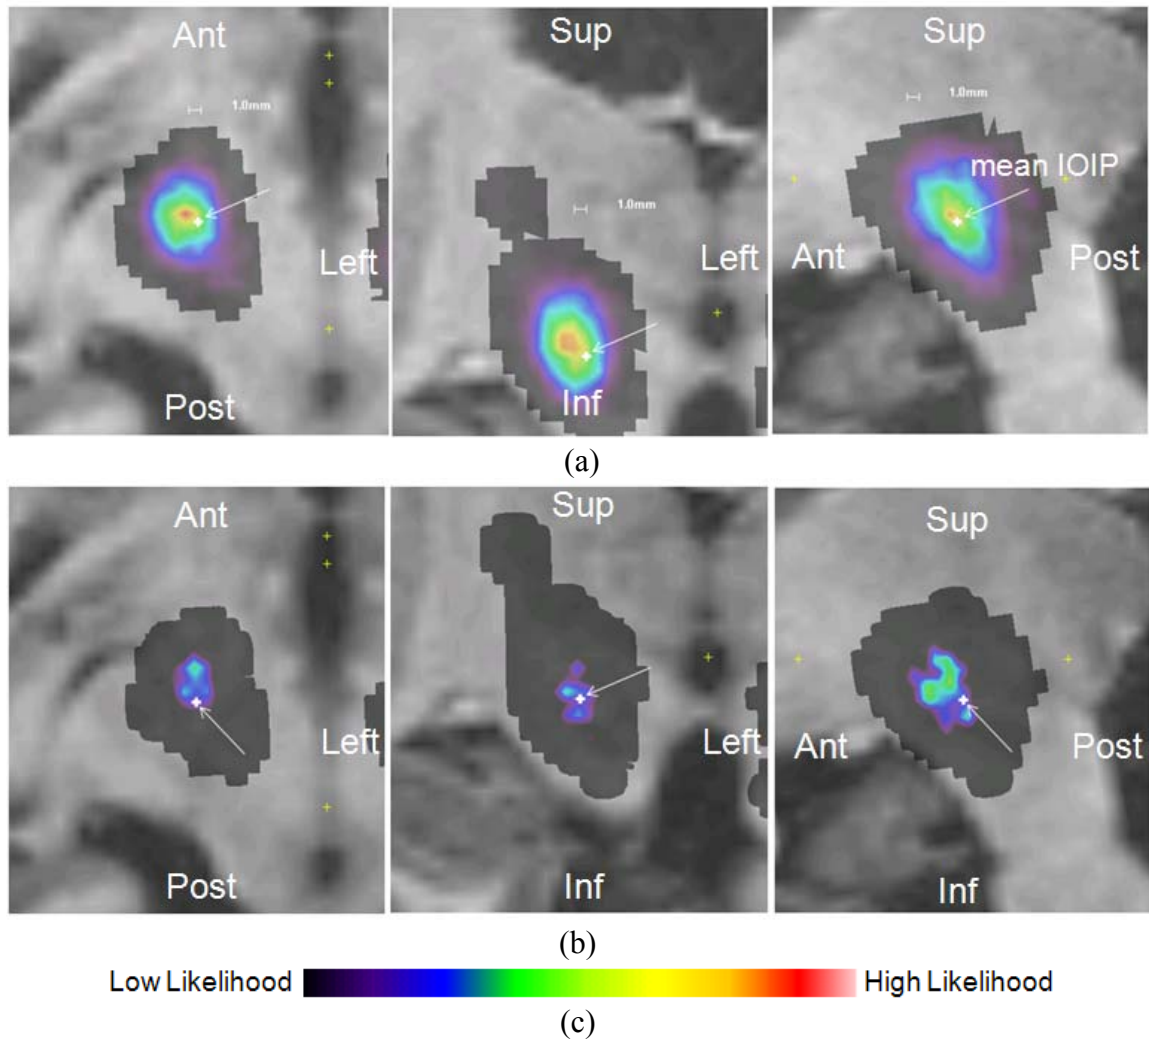 Ant Sup Sup
1.0mm 1.0mm
mean IOIP
1.0mm
Left Left Ant Post
Post Inf
(a)
Ant Sup Sup
Left Left Ant Post
Post Inf Inf
(b)
Low Likelihood High Likelihood
(c)